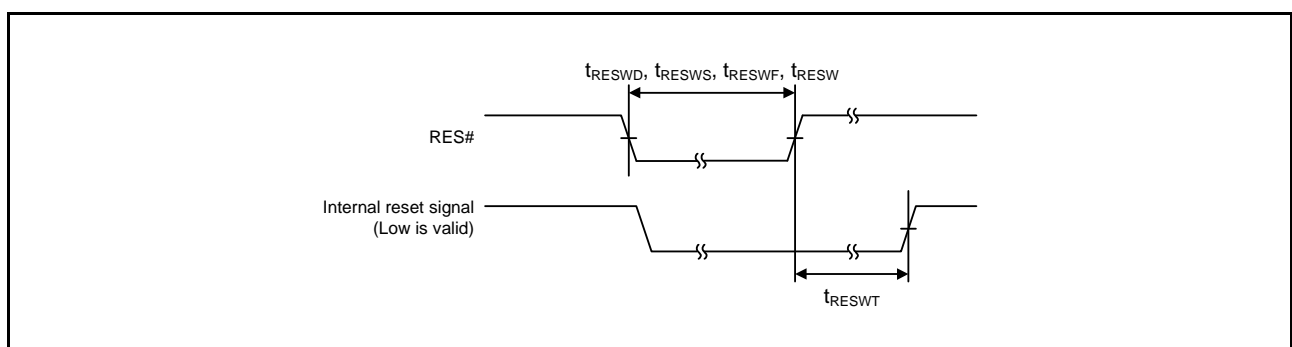 tRESWD, tRESWS, tRESWF, tRESW
RES#
Internal reset signal
(Low is valid)
tRESWT